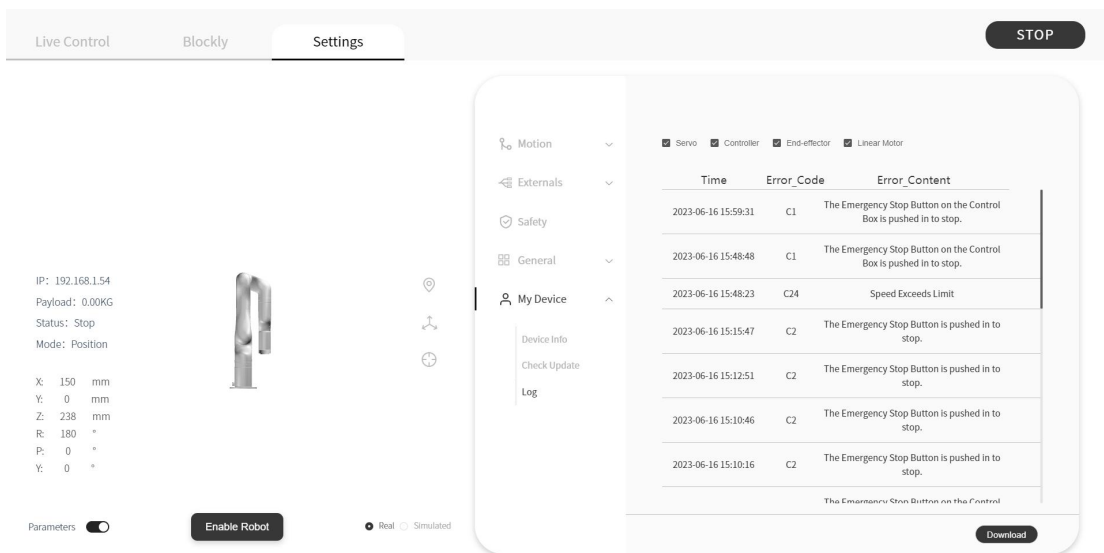 Live Control
Blockly
Settings
STOP
IP: 192.168.1.54
Payload: 0.00KG
Status: Stop
Mode: Position
X: 150 mm
Y: 0 mm
Z: 238 mm
R: 180 °
P: 0 °
Y: 0 °
Parameters
Enable Robot
Real
Simulated
Motion
Externals
Safety
General
My Device
Device Info
Check Update
Log
Servo
Controller
End-effector
Linear Motor
Time Error_Code Error_Content
2023-06-16 15:59:31 C1 The Emergency Stop Button on the Control
Box is pushed in to stop.
2023-06-16 15:48:48 C1 The Emergency Stop Button on the Control
Box is pushed in to stop.
2023-06-16 15:48:23 C24 Speed Exceeds Limit
2023-06-16 15:15:47 C2 The Emergency Stop Button is pushed in to
stop.
2023-06-16 15:12:51 C2 The Emergency Stop Button is pushed in to
stop.
2023-06-16 15:10:46 C2 The Emergency Stop Button is pushed in to
stop.
2023-06-16 15:10:16 C2 The Emergency Stop Button is pushed in to
stop.
The Emergency Stop Button on the Control
Download